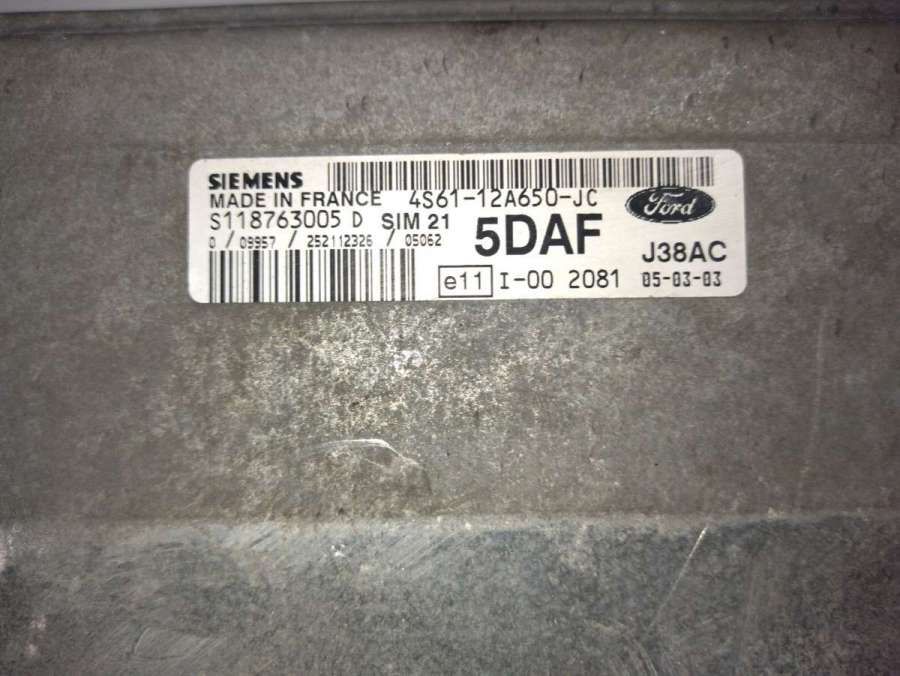 SIEMENS
MADE IN FRANCE 4S61-12A650-JC
Ford
S118763005 D SIM 21
5DAF
0 / 09957 / 252112326 / 05062
J38AC
e11 I-00 2081 05-03-03